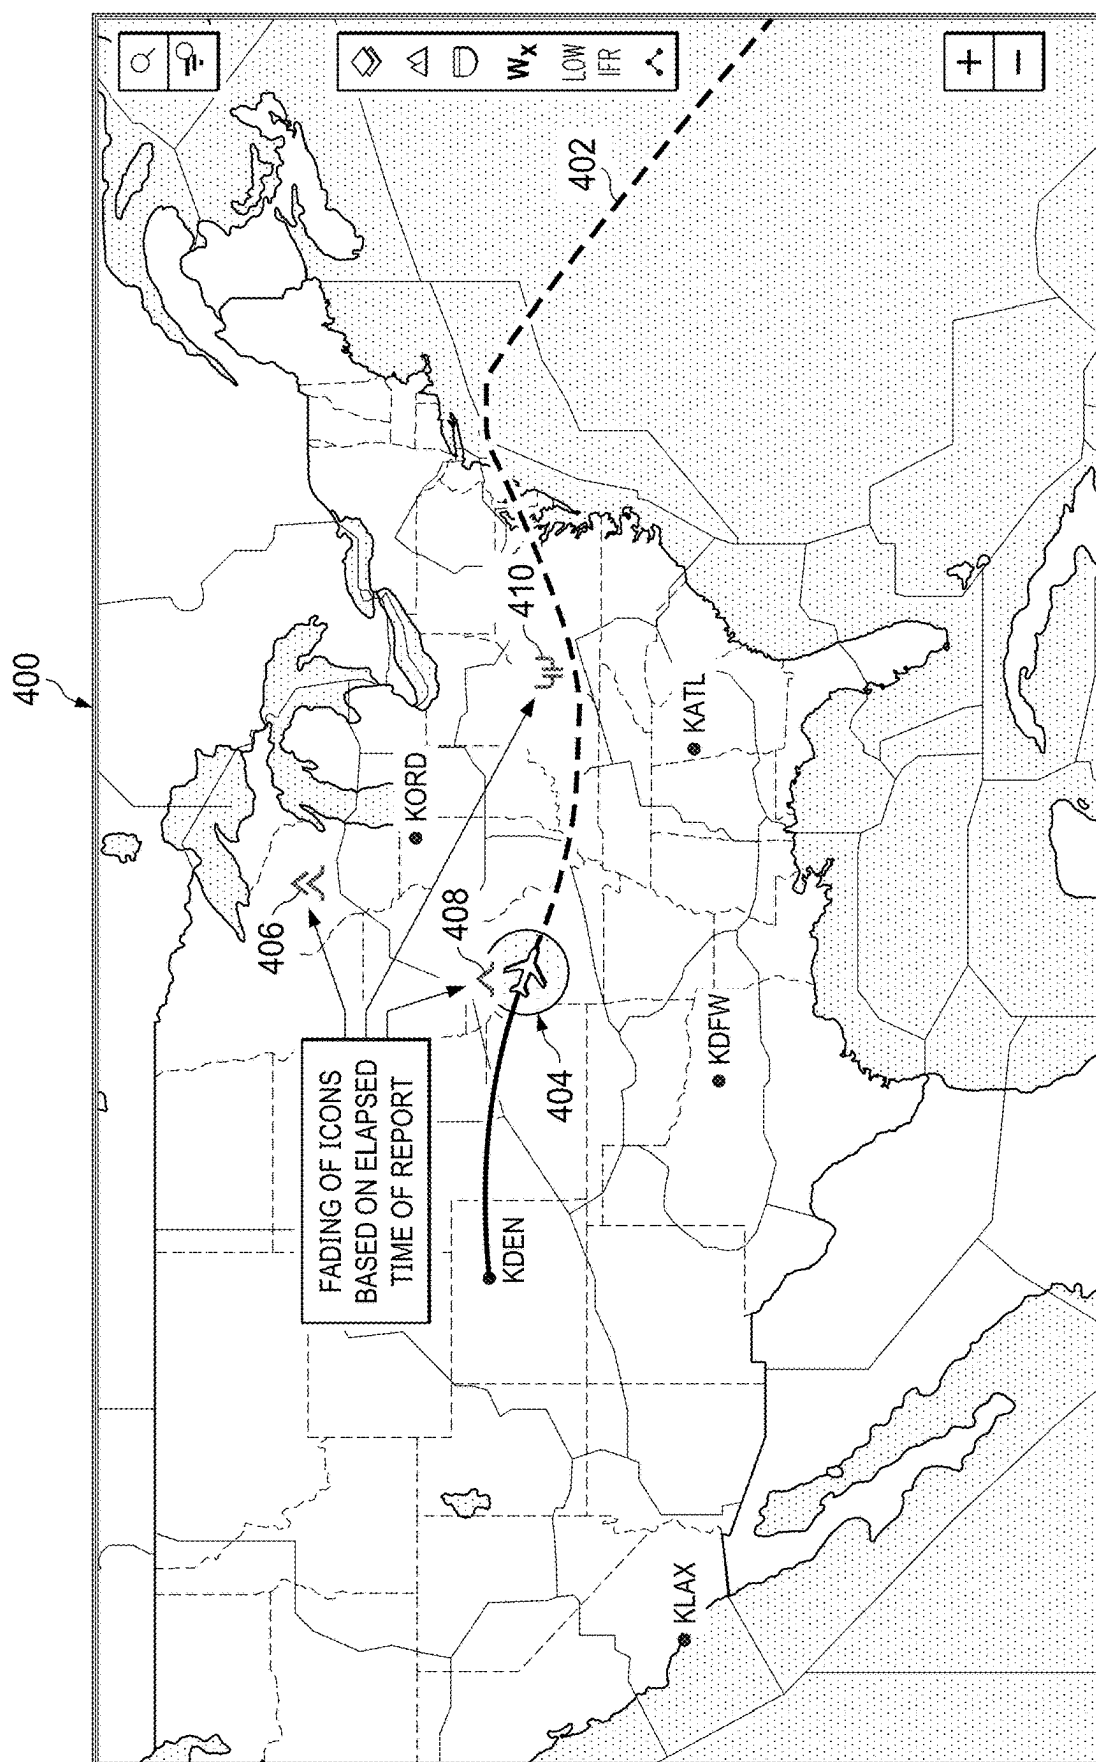 400
402
Wx
LOW
IFR
+
−
410
KORD
KATL
406
408
FADING OF ICONS
BASED ON ELAPSED
TIME OF REPORT
404
KDFW
KDEN
KLAX